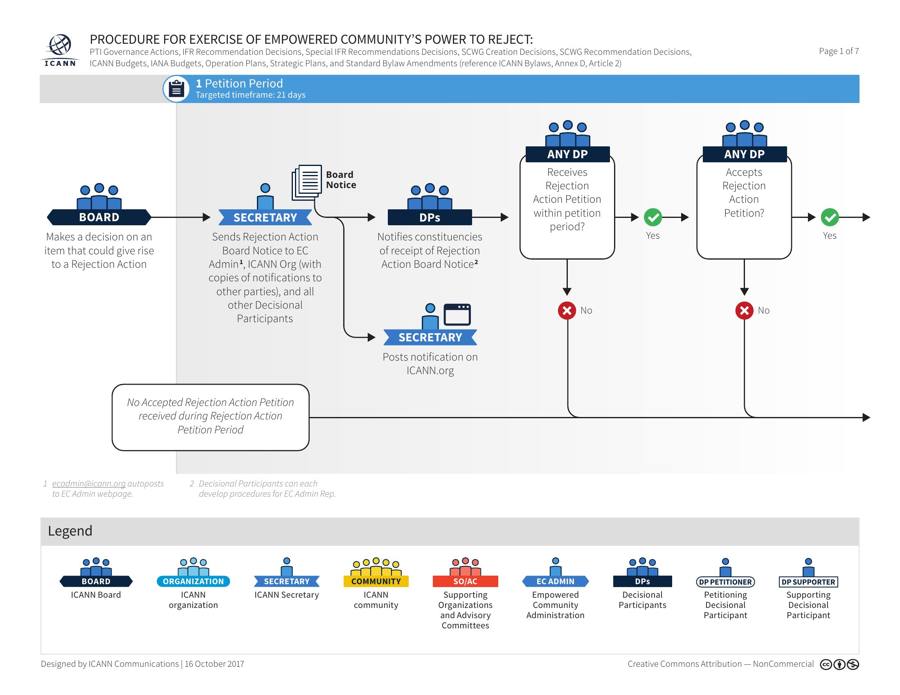 PROCEDURE FOR EXERCISE OF EMPOWERED COMMUNITY'S POWER TO REJECT:
PTI Governance Actions, IFR Recommendation Decisions, Special IFR Recommendations Decisions, SCWG Creation Decisions, SCWG Recommendation Decisions,
ICANN Budgets, IANA Budgets, Operation Plans, Strategic Plans, and Standard Bylaw Amendments (reference ICANN Bylaws, Annex D, Article 2)
Page 1 of 7
ICANN
1 Petition Period
Targeted timeframe: 21 days
BOARD
Makes a decision on an
item that could give rise
to a Rejection Action
Board
Notice
SECRETARY
Sends Rejection Action
Board Notice to EC
Admin¹, ICANN Org (with
copies of notifications to
other parties), and all
other Decisional
Participants
DPs
Notifies constituencies
of receipt of Rejection
Action Board Notice²
SECRETARY
Posts notification on
ICANN.org
ANY DP
Receives
Rejection
Action Petition
within petition
period?
Yes
No
ANY DP
Accepts
Rejection
Action
Petition?
Yes
No
No Accepted Rejection Action Petition
received during Rejection Action
Petition Period
1 ecadmin@icann.org autoposts
to EC Admin webpage.
2 Decisional Participants can each
develop procedures for EC Admin Rep.
Legend
BOARD
ICANN Board
ORGANIZATION
ICANN
organization
SECRETARY
ICANN Secretary
COMMUNITY
ICANN
community
SO/AC
Supporting
Organizations
and Advisory
Committees
EC ADMIN
Empowered
Community
Administration
DPs
Decisional
Participants
DP PETITIONER
Petitioning
Decisional
Participant
DP SUPPORTER
Supporting
Decisional
Participant
Designed by ICANN Communications | 16 October 2017
Creative Commons Attribution — NonCommercial